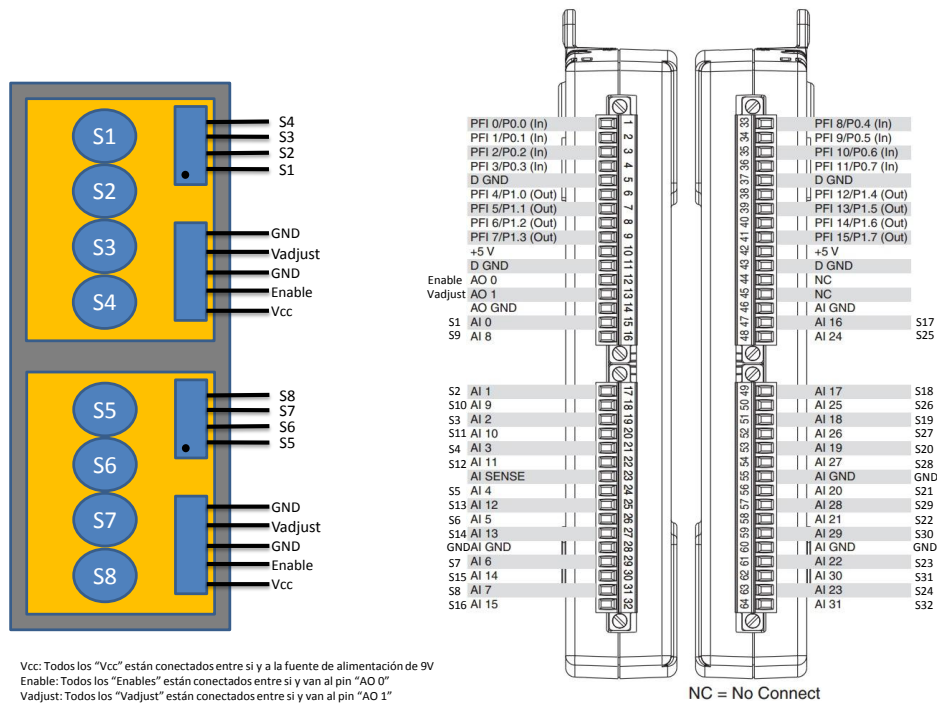 S1
S2
S3
S4
S4
S3
S2
S1
GND
Vadjust
GND
Enable
Vcc
S5
S6
S7
S8
S8
S7
S6
S5
GND
Vadjust
GND
Enable
Vcc
PFI 0/P0.0 (In) 1
PFI 1/P0.1 (In) 2
PFI 2/P0.2 (In) 3
PFI 3/P0.3 (In) 4
D GND 5
PFI 4/P1.0 (Out) 6
PFI 5/P1.1 (Out) 7
PFI 6/P1.2 (Out) 8
PFI 7/P1.3 (Out) 9
+5 V 10
D GND 11
Enable AO 0 12
Vadjust AO 1 13
AO GND 14
S1 AI 0 15
S9 AI 8 16
S2 AI 1 17
S10 AI 9 18
S3 AI 2 19
S11 AI 10 20
S4 AI 3 21
S12 AI 11 22
AI SENSE 23
S5 AI 4 24
S13 AI 12 25
S6 AI 5 26
S14 AI 13 27
GND AI GND 28
S7 AI 6 29
S15 AI 14 30
S8 AI 7 31
S16 AI 15 32
33 PFI 8/P0.4 (In)
34 PFI 9/P0.5 (In)
35 PFI 10/P0.6 (In)
36 PFI 11/P0.7 (In)
37 D GND
38 PFI 12/P1.4 (Out)
39 PFI 13/P1.5 (Out)
40 PFI 14/P1.6 (Out)
41 PFI 15/P1.7 (Out)
42 +5 V
43 D GND
44 NC
45 NC
46 AI GND
47 AI 16 S17
48 AI 24 S25
49 AI 17 S18
50 AI 25 S26
51 AI 18 S19
52 AI 26 S27
53 AI 19 S20
54 AI 27 S28
55 AI GND GND
56 AI 20 S21
57 AI 28 S29
58 AI 21 S22
59 AI 29 S30
60 AI GND GND
61 AI 22 S23
62 AI 30 S31
63 AI 23 S24
64 AI 31 S32
NC = No Connect
Vcc: Todos los “Vcc” están conectados entre si y a la fuente de alimentación de 9V
Enable: Todos los “Enables” están conectados entre si y van al pin “AO 0”
Vadjust: Todos los “Vadjust” están conectados entre si y van al pin “AO 1”